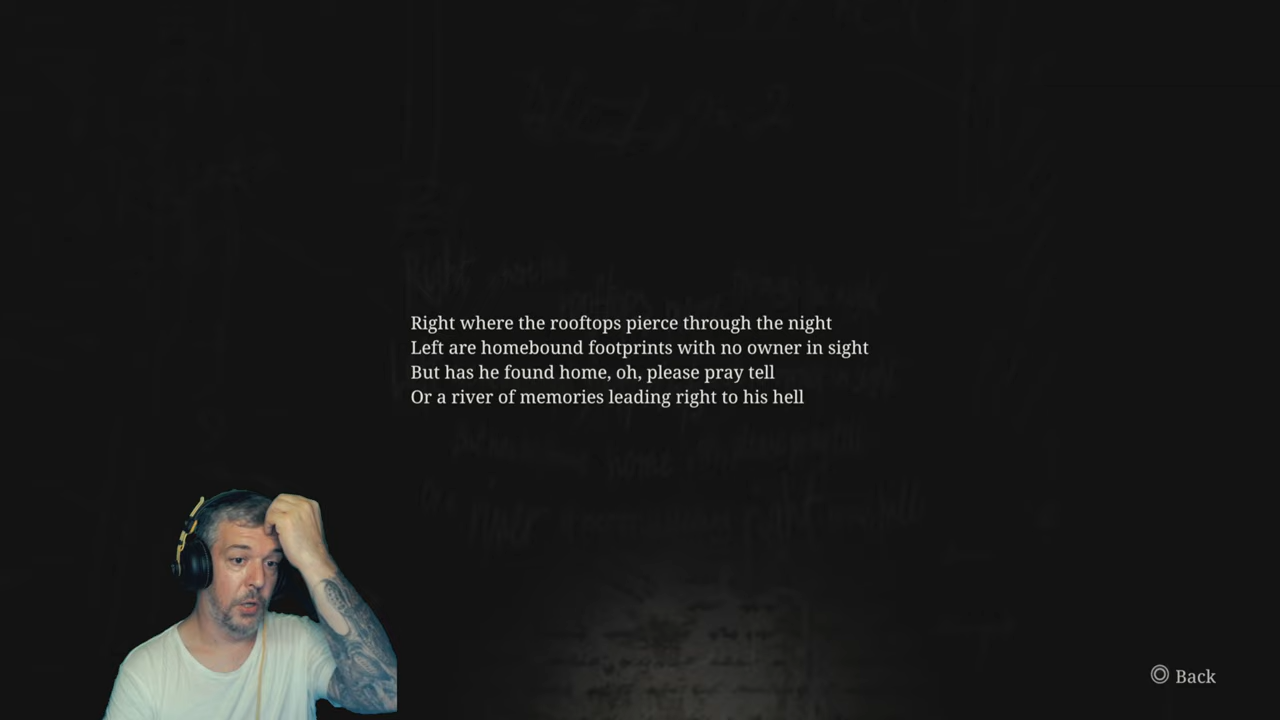 Right where the rooftops pierce through the night
Left are homebound footprints with no owner in sight
But has he found home, oh, please pray tell
Or a river of memories leading right to his hell
Back